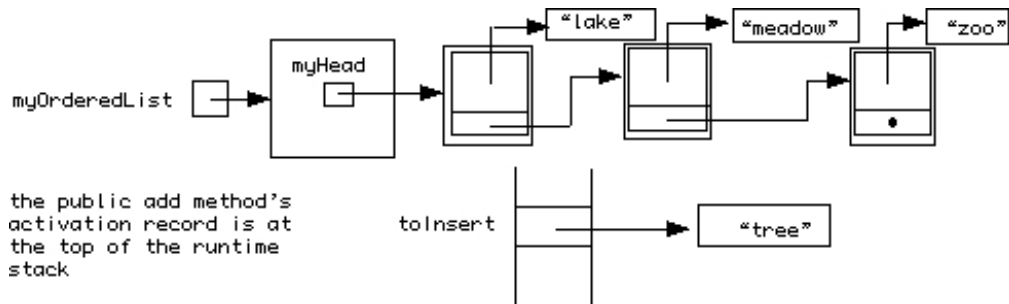 “lake”
“meadow”
“zoo”
myHead
myOrderedList
the public add method's
activation record is at
the top of the runtime
stack
toInsert
“tree”